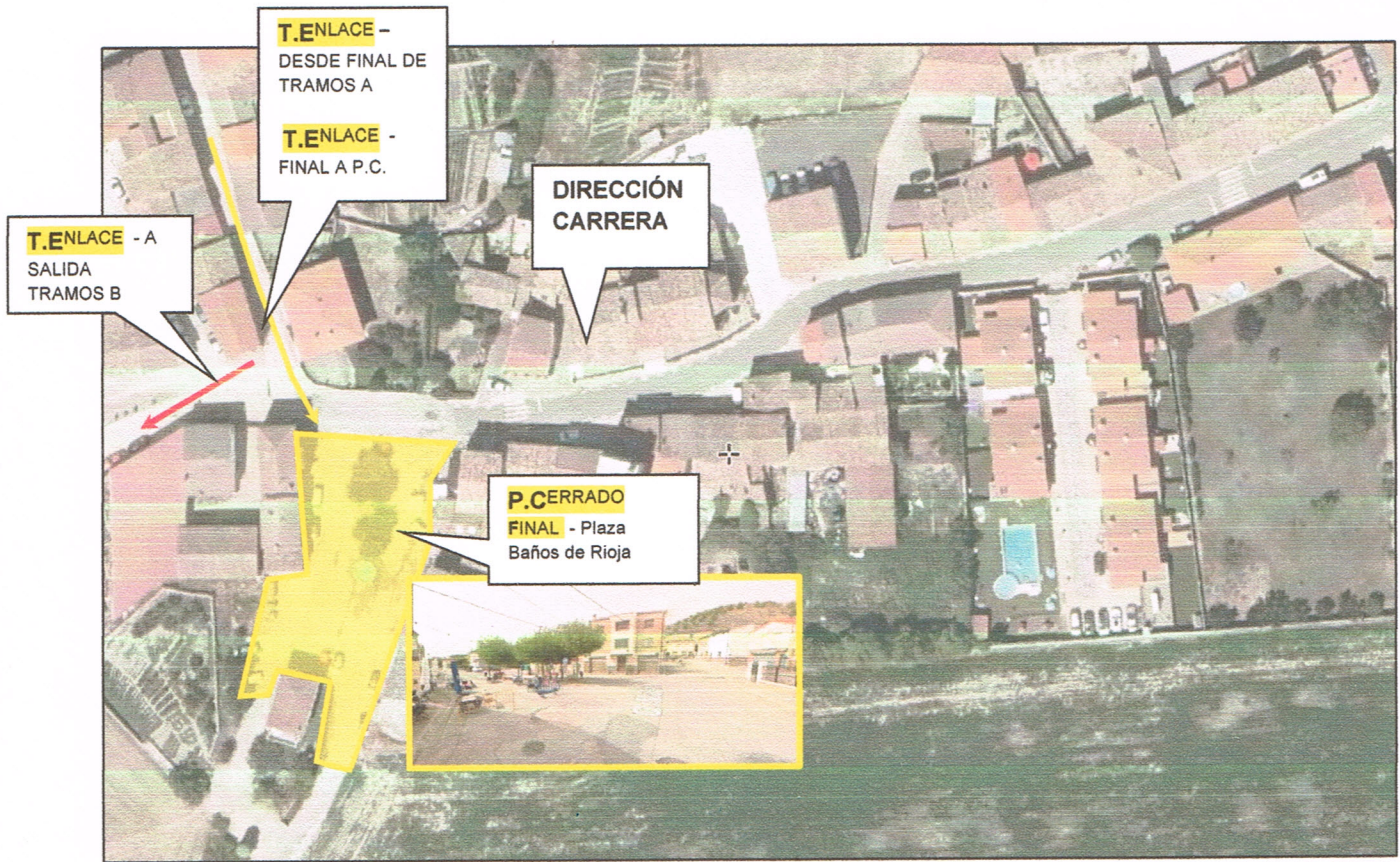 T.ENLACE –
DESDE FINAL DE
TRAMOS A
T.ENLACE -
FINAL A P.C.
DIRECCIÓN
CARRERA
T.ENLACE - A
SALIDA
TRAMOS B
P.CERRADO
FINAL - Plaza
Baños de Rioja